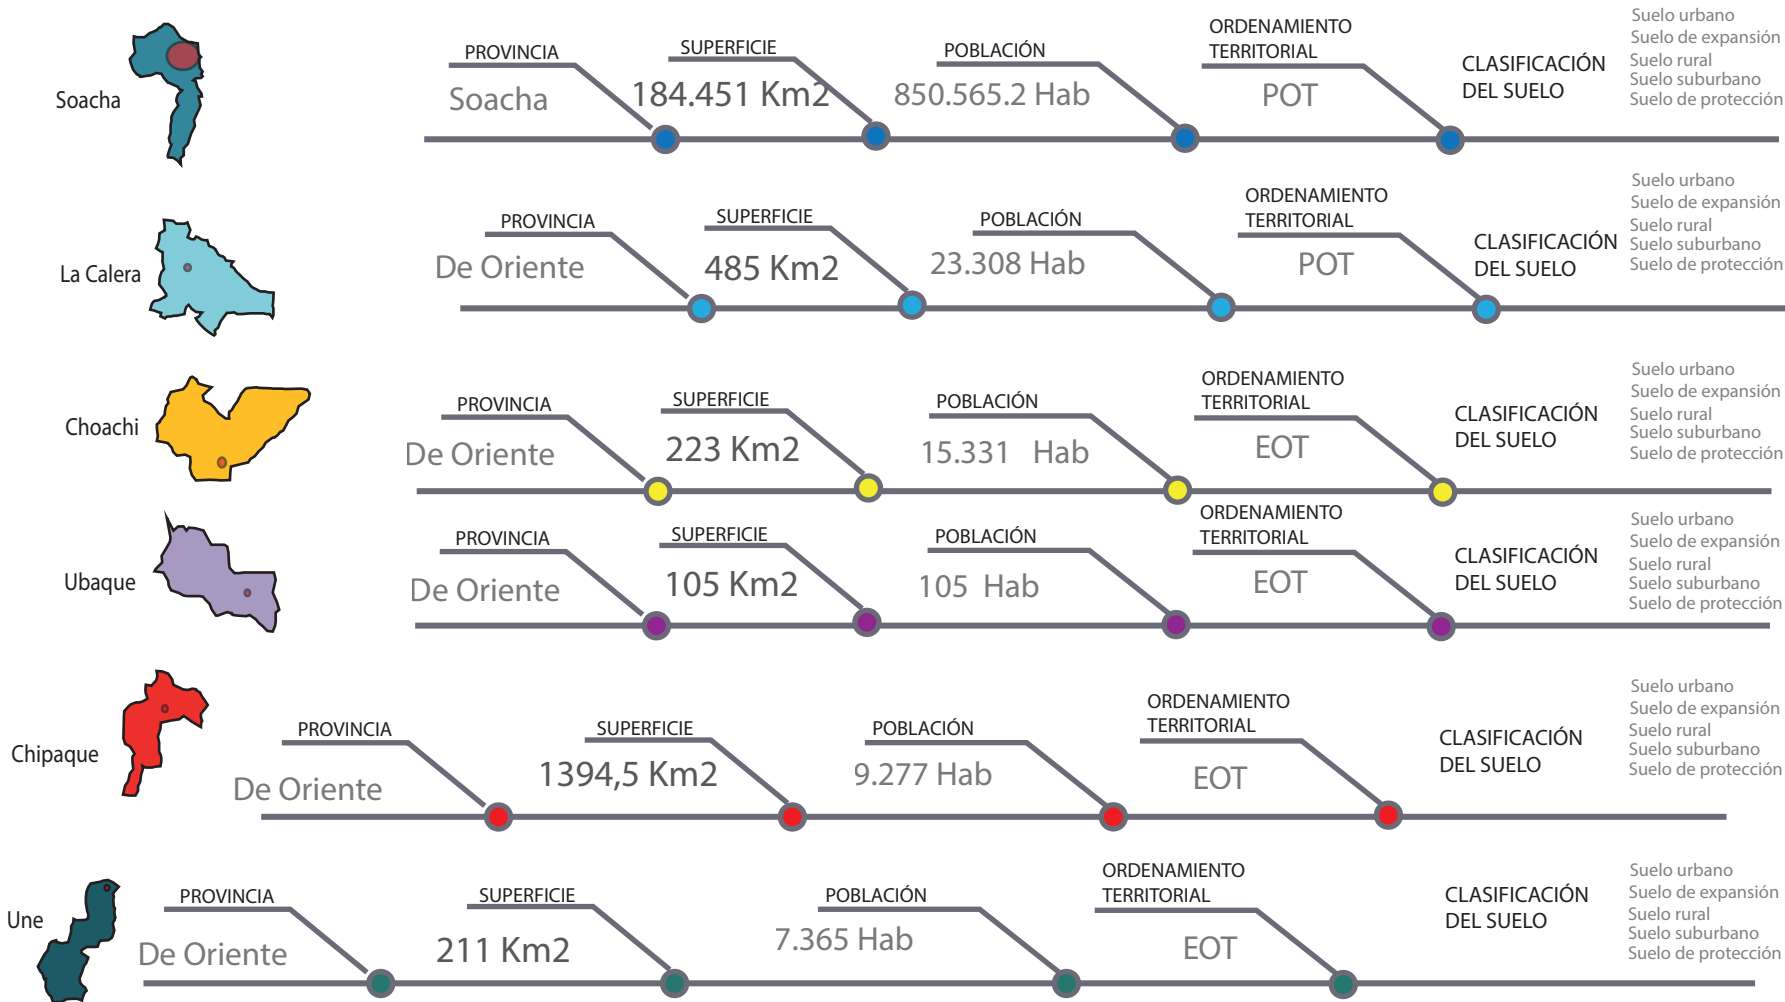 Soacha
PROVINCIA
Soacha
SUPERFICIE
184.451 Km2
POBLACIÓN
850.565.2 Hab
ORDENAMIENTO
TERRITORIAL
POT
CLASIFICACIÓN
DEL SUELO
Suelo urbano
Suelo de expansión
Suelo rural
Suelo suburbano
Suelo de protección
La Calera
PROVINCIA
De Oriente
SUPERFICIE
485 Km2
POBLACIÓN
23.308 Hab
ORDENAMIENTO
TERRITORIAL
POT
CLASIFICACIÓN
DEL SUELO
Suelo urbano
Suelo de expansión
Suelo rural
Suelo suburbano
Suelo de protección
Choachi
PROVINCIA
De Oriente
SUPERFICIE
223 Km2
POBLACIÓN
15.331 Hab
ORDENAMIENTO
TERRITORIAL
EOT
CLASIFICACIÓN
DEL SUELO
Suelo urbano
Suelo de expansión
Suelo rural
Suelo suburbano
Suelo de protección
Ubaque
PROVINCIA
De Oriente
SUPERFICIE
105 Km2
POBLACIÓN
105 Hab
ORDENAMIENTO
TERRITORIAL
EOT
CLASIFICACIÓN
DEL SUELO
Suelo urbano
Suelo de expansión
Suelo rural
Suelo suburbano
Suelo de protección
Chipaque
PROVINCIA
De Oriente
SUPERFICIE
1394,5 Km2
POBLACIÓN
9.277 Hab
ORDENAMIENTO
TERRITORIAL
EOT
CLASIFICACIÓN
DEL SUELO
Suelo urbano
Suelo de expansión
Suelo rural
Suelo suburbano
Suelo de protección
Une
PROVINCIA
De Oriente
SUPERFICIE
211 Km2
POBLACIÓN
7.365 Hab
ORDENAMIENTO
TERRITORIAL
EOT
CLASIFICACIÓN
DEL SUELO
Suelo urbano
Suelo de expansión
Suelo rural
Suelo suburbano
Suelo de protección